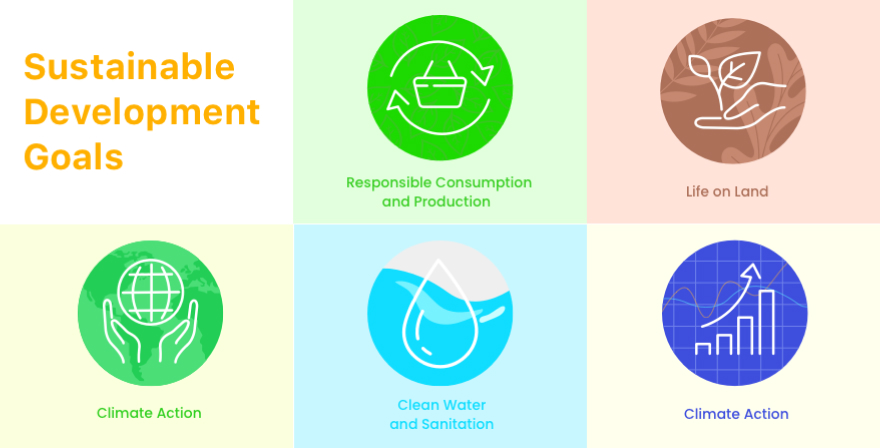 Sustainable
Development
Goals
Responsible Consumption
and Production
Life on Land
Climate Action
Clean Water
and Sanitation
Climate Action